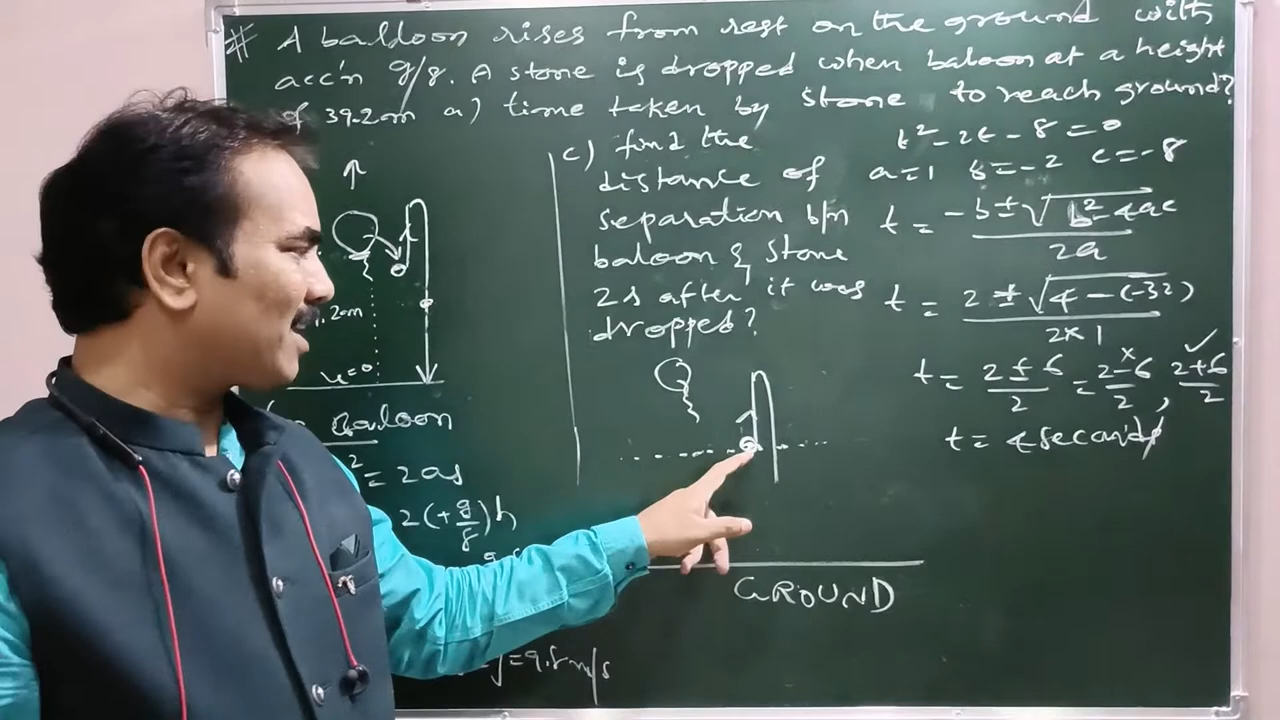 # A balloon rises from rest on the ground with
acc'n g/8. A stone is dropped when baloon at a height
of 39.2m a) time taken by stone to reach ground?
.2m
u=0
Baloon
2 = 2as
2(+g/8)h
=9.8m/s
c) find the
distance of
separation b/n
baloon & stone
2s after it was
dropped?
GROUND
t² - 2t - 8 = 0
a=1 b=-2 c=-8
t = -b±√b²-4ac / 2a
t = 2±√4-(-32) / 2×1
t = 2±6/2 = 2-6/2, 2+6/2
× ✓
t = 4 seconds